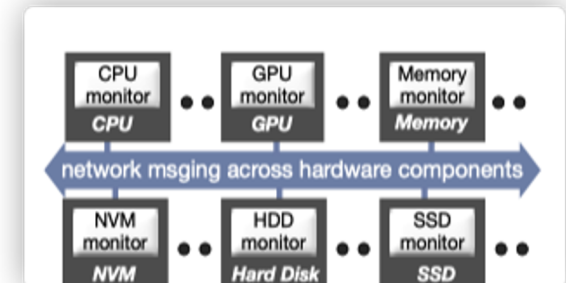 CPU
monitor
CPU
GPU
monitor
GPU
Memory
monitor
Memory
network msging across hardware components
NVM
monitor
NVM
HDD
monitor
Hard Disk
SSD
monitor
SSD